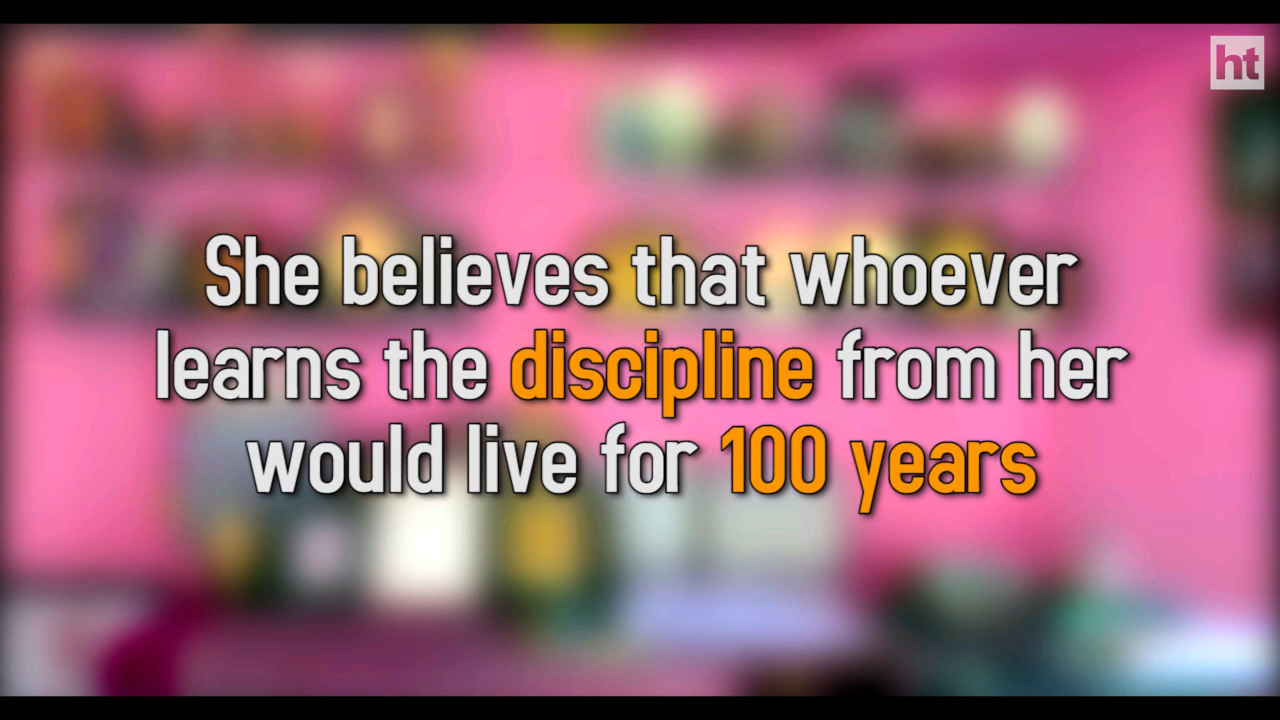 ht
She believes that whoever
learns the discipline from her
would live for 100 years